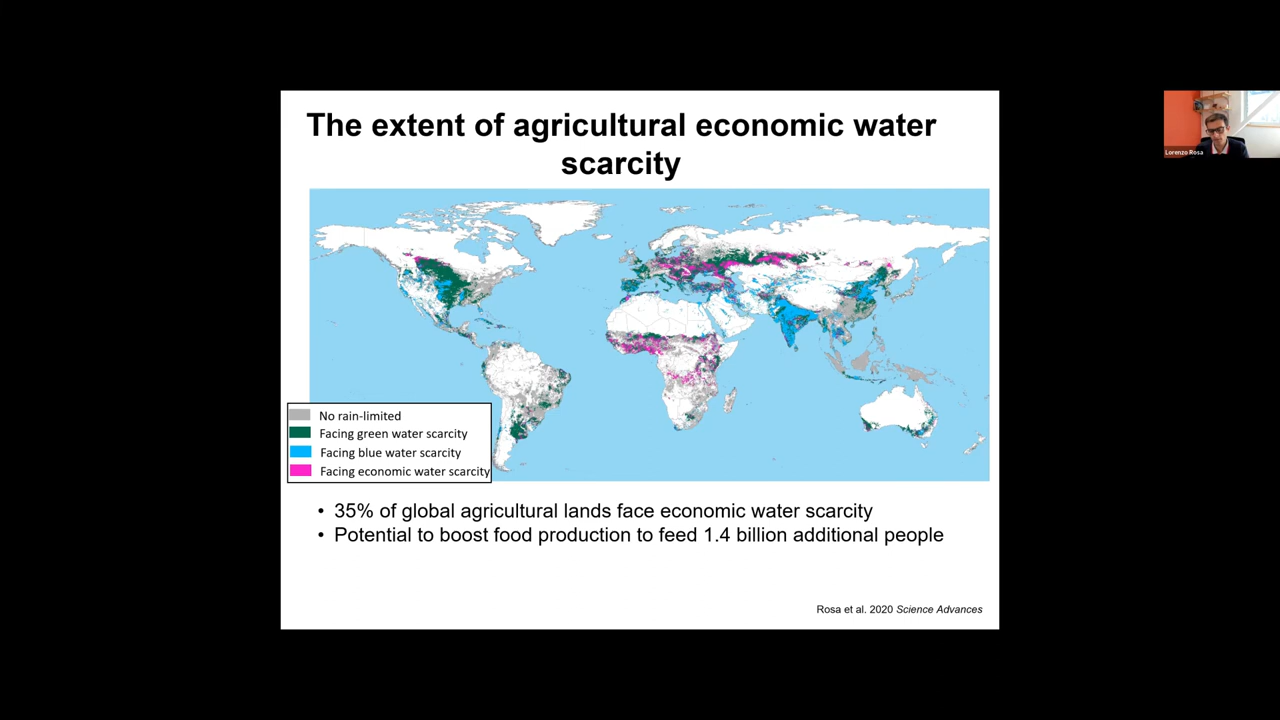 The extent of agricultural economic water
scarcity
Lorenzo Rosa
No rain-limited
Facing green water scarcity
Facing blue water scarcity
Facing economic water scarcity
• 35% of global agricultural lands face economic water scarcity
• Potential to boost food production to feed 1.4 billion additional people
Rosa et al. 2020 Science Advances